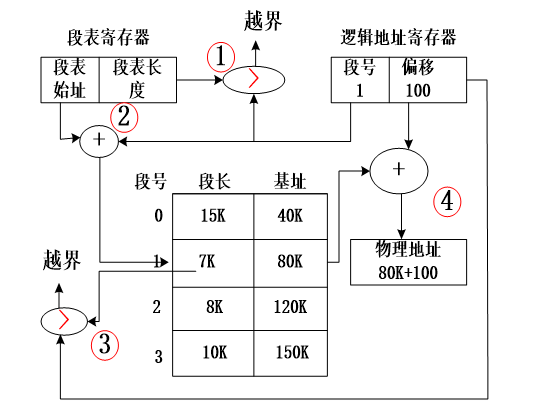 越界
段表寄存器
逻辑地址寄存器
①
段表
始址
段表长
度
>
段号
1
偏移
100
②
+
+
段号
段长
基址
④
0
15K
40K
物理地址
80K+100
越界
1
7K
80K
2
8K
120K
>
③
3
10K
150K